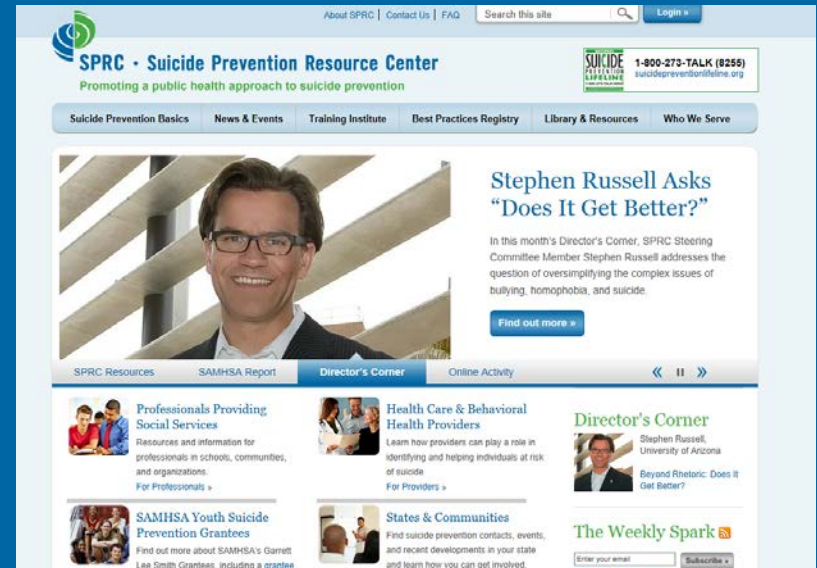 About SPRC | Contact Us | FAQ
Search this site
Login »
SPRC • Suicide Prevention Resource Center
Promoting a public health approach to suicide prevention
SUICIDE
PREVENTION
LIFELINE
1-800-273-TALK (8255)
suicidepreventionlifeline.org
Suicide Prevention Basics
News & Events
Training Institute
Best Practices Registry
Library & Resources
Who We Serve
Stephen Russell Asks
“Does It Get Better?”
In this month's Director's Corner, SPRC Steering
Committee Member Stephen Russell addresses the
question of oversimplifying the complex issues of
bullying, homophobia, and suicide.
Find out more »
SPRC Resources
SAMHSA Report
Director's Corner
Online Activity
Professionals Providing
Social Services
Resources and information for
professionals in schools, communities,
and organizations.
For Professionals »
Health Care & Behavioral
Health Providers
Learn how providers can play a role in
identifying and helping individuals at risk
of suicide
For Providers »
Director's Corner
Stephen Russell,
University of Arizona
Beyond Rhetoric: Does It
Get Better?
SAMHSA Youth Suicide
Prevention Grantees
Find out more about SAMHSA's Garrett
Lee Smith Grantees, including a grantee
States & Communities
Find suicide prevention contacts, events,
and recent developments in your state
and learn how you can get involved.
The Weekly Spark
Enter your email
Subscribe »